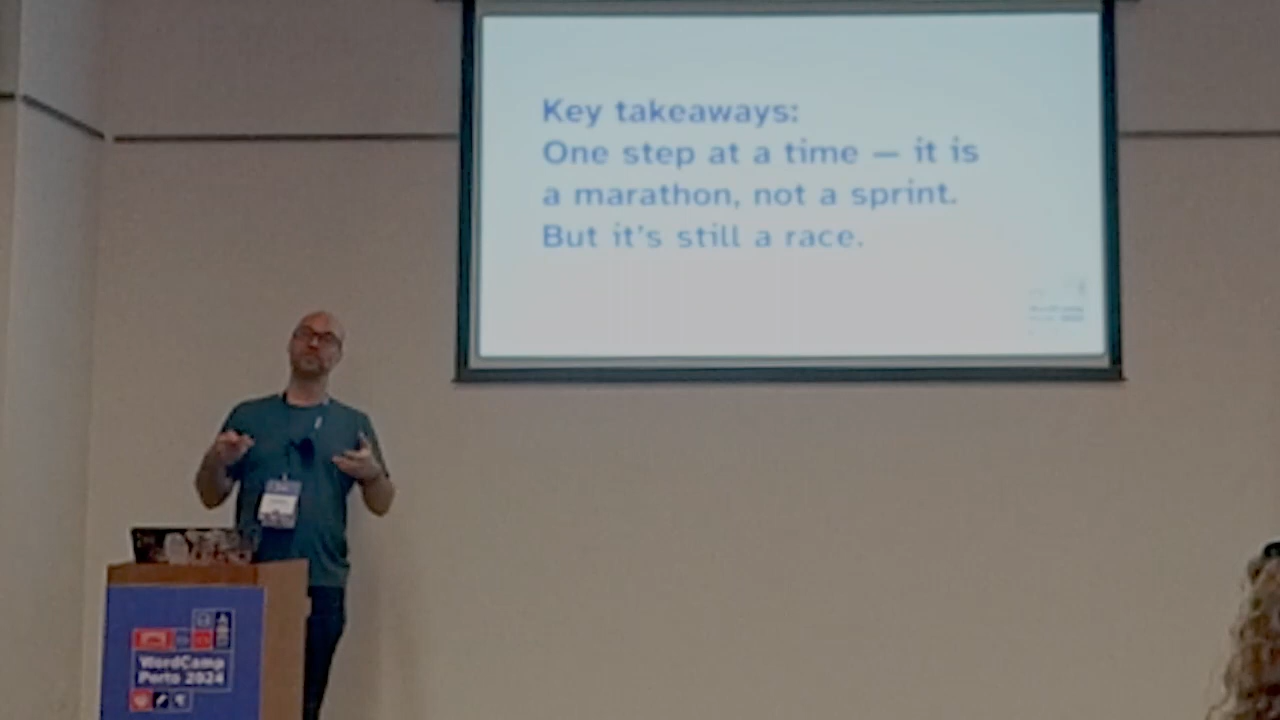 Key takeaways:
One step at a time — it is
a marathon, not a sprint.
But it's still a race.
WordCamp
Porto 2024